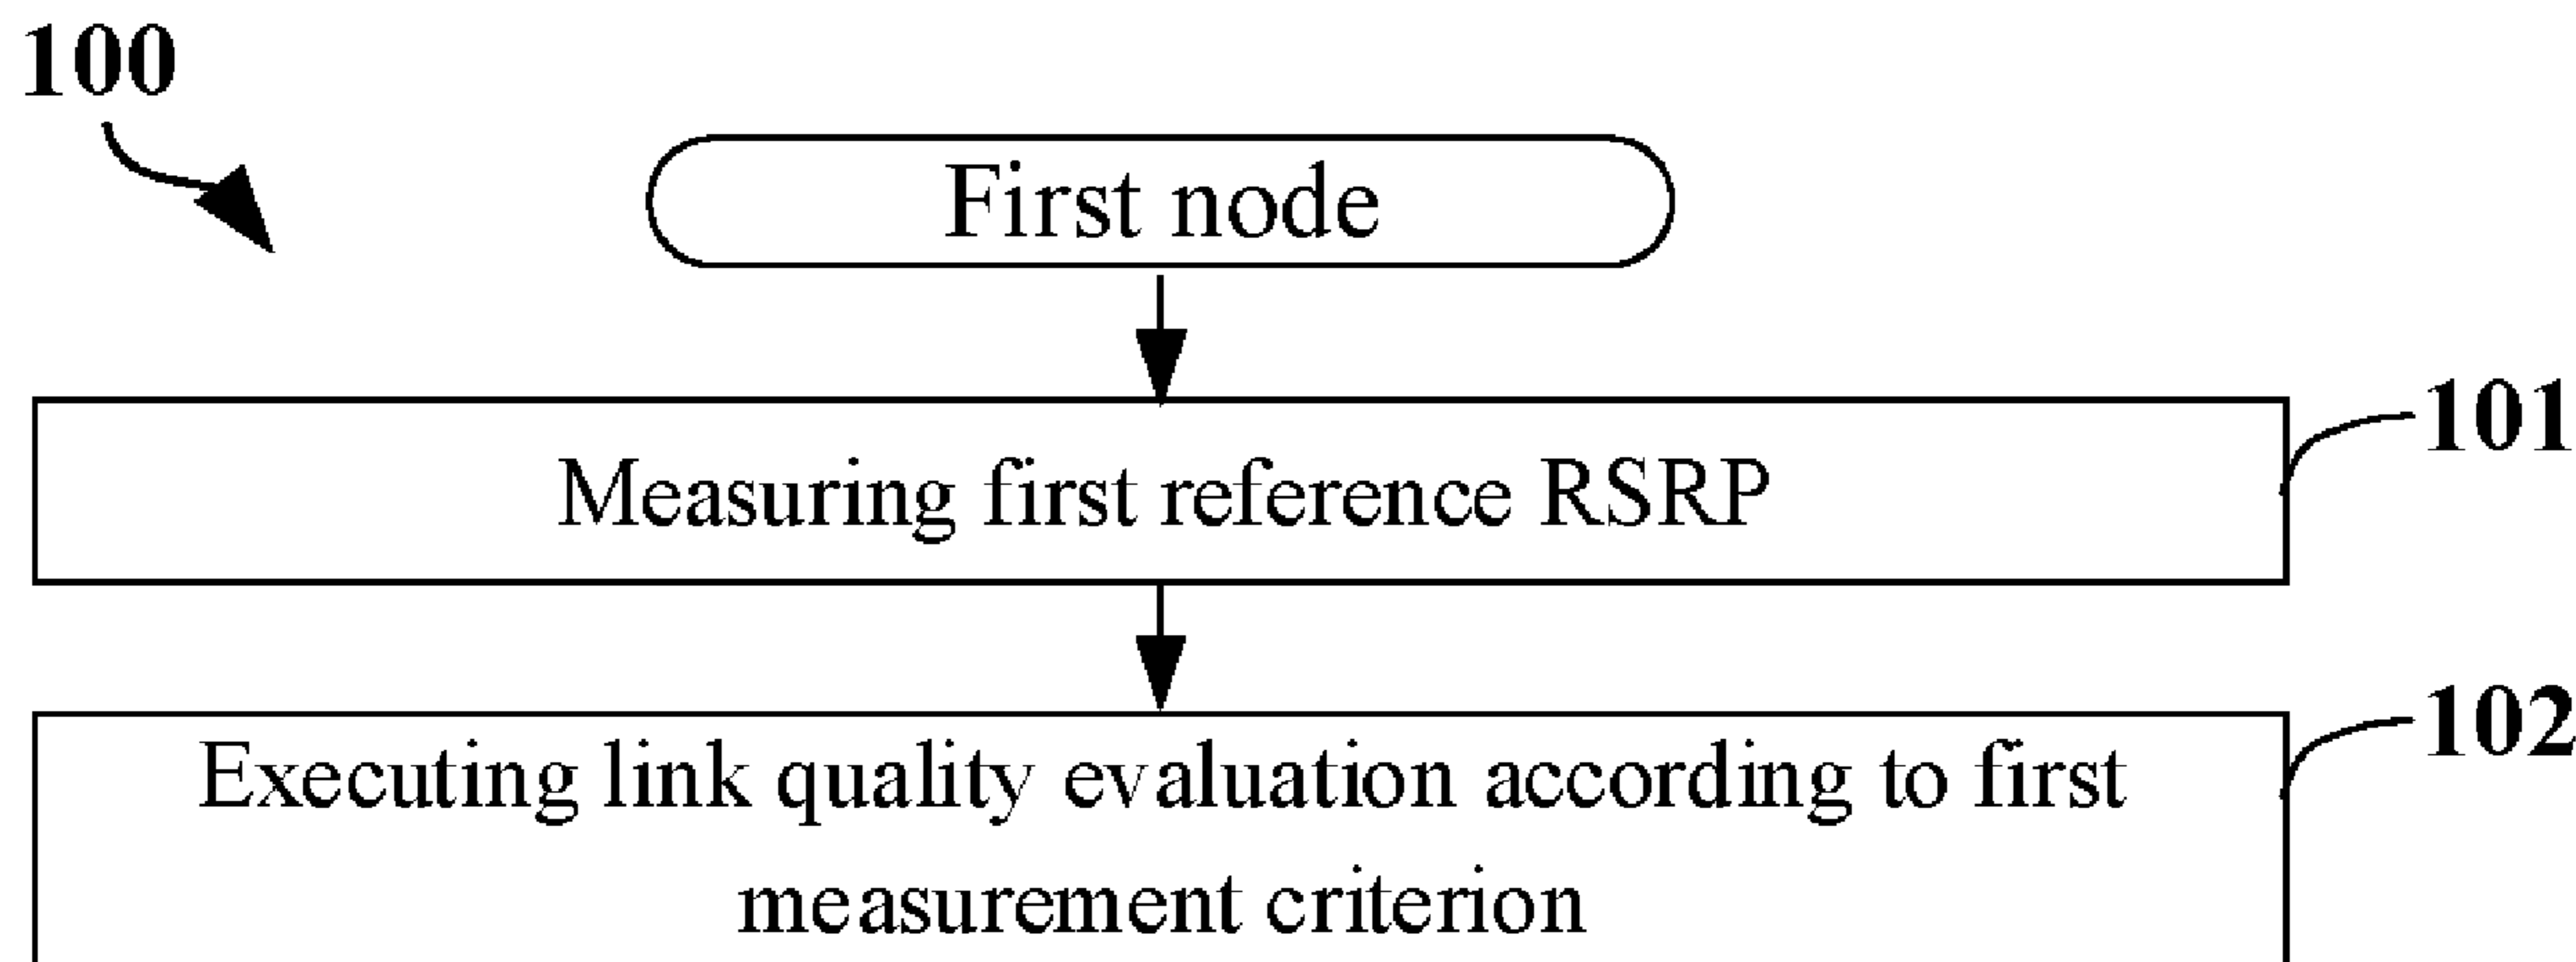 100
First node
101
Measuring first reference RSRP
102
Executing link quality evaluation according to first
measurement criterion